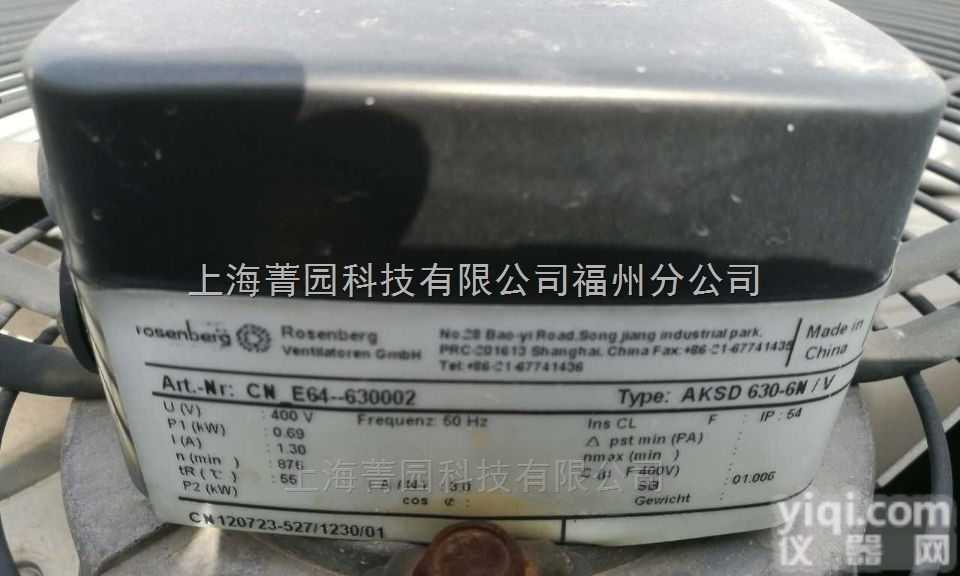 上海菁园科技有限公司福州分公司
rosenberg Rosenberg Ventilatoren GmbH
No.28 Bao-yi Road,Song jiang industrial park,
PRC-201613 Shanghai. China Fax:+86-21-67741435
Tel:+86-21-67741436
Made in China
Art.-Nr: CN_E64--630002 Type: AKSD 630-6N / V
U (V) : 400 V Frequenz: 50 Hz Ins CL F IP : 54
P1 (kW) : 0.69 Δ pst min (PA) :
I (A) : 1.30 nmax (min ) :
n (min ) : 876 F 400V) : 01.006
上海菁园科技有限公司
tR (℃) : 55 3.0 SB
P2 (kW) cos ¢ : Gewicht :
CN120723-527/1230/01
yiqi.com
仪器网